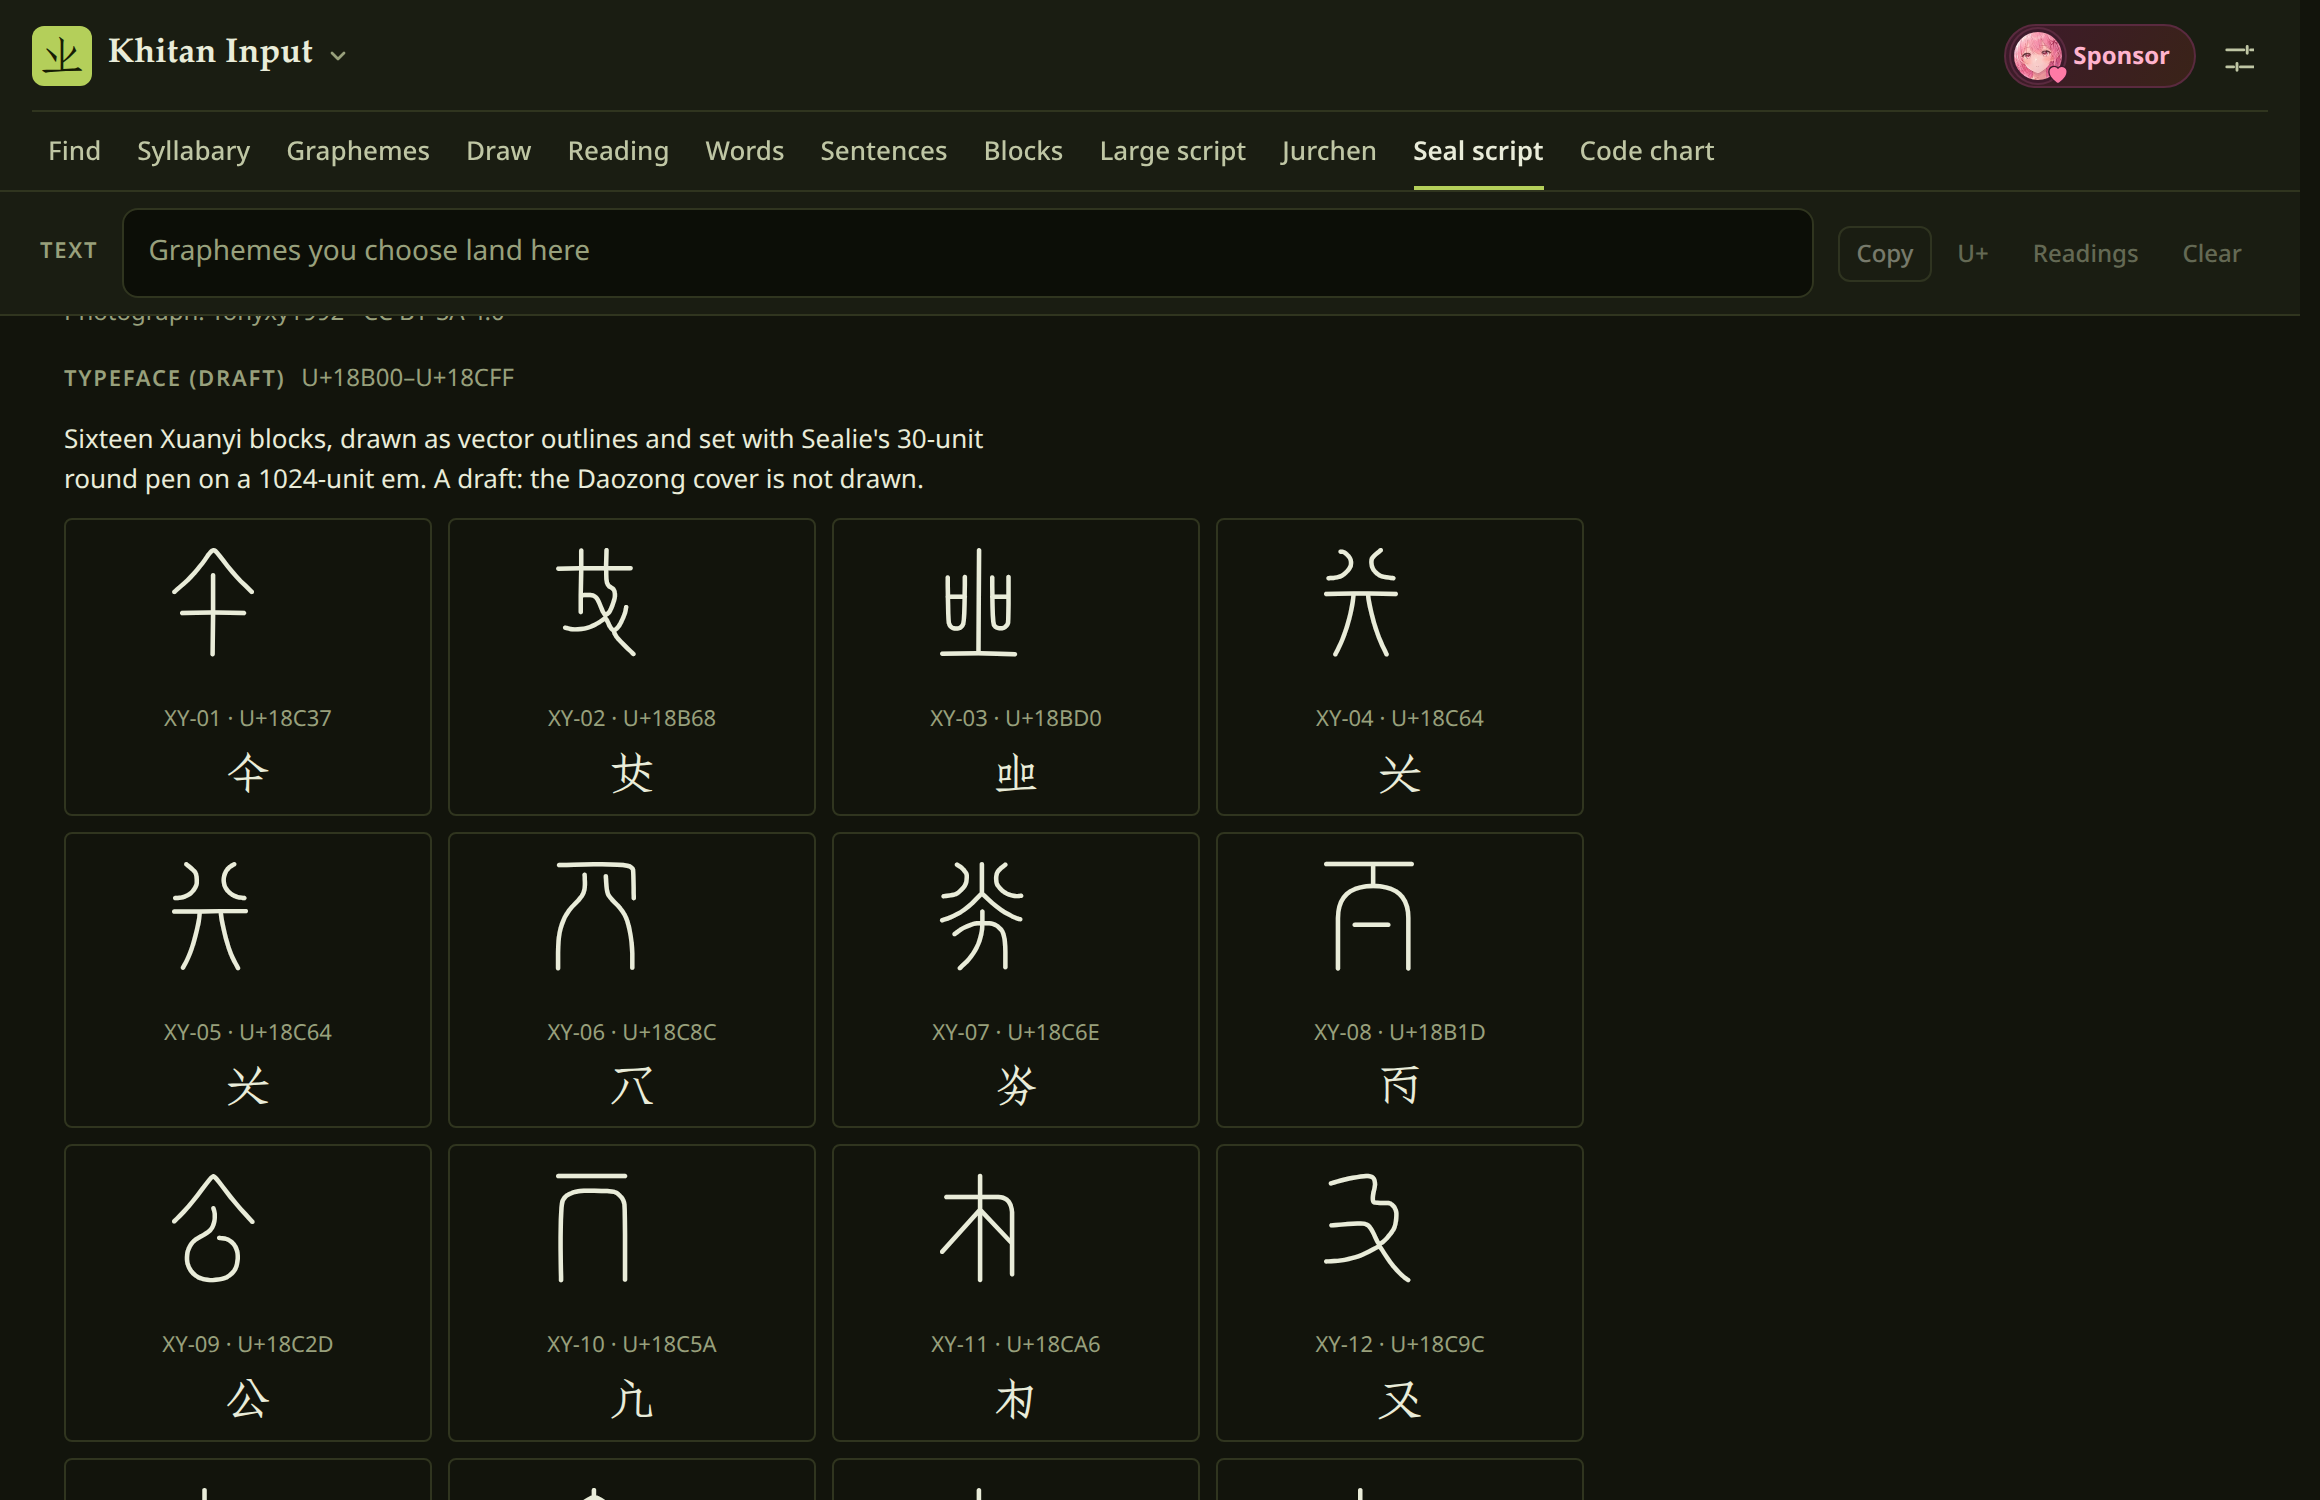 Khitan Input
Sponsor
Find Syllabary Graphemes Draw Reading Words Sentences Blocks Large script Jurchen Seal script Code chart
TEXT Graphemes you choose land here Copy U+ Readings Clear
TYPEFACE (DRAFT) U+18B00–U+18CFF
Sixteen Xuanyi blocks, drawn as vector outlines and set with Sealie's 30-unit
round pen on a 1024-unit em. A draft: the Daozong cover is not drawn.
XY-01 · U+18C37 XY-02 · U+18B68 XY-03 · U+18BD0 XY-04 · U+18C64
XY-05 · U+18C64 XY-06 · U+18C8C XY-07 · U+18C6E XY-08 · U+18B1D
XY-09 · U+18C2D XY-10 · U+18C5A XY-11 · U+18CA6 XY-12 · U+18C9C